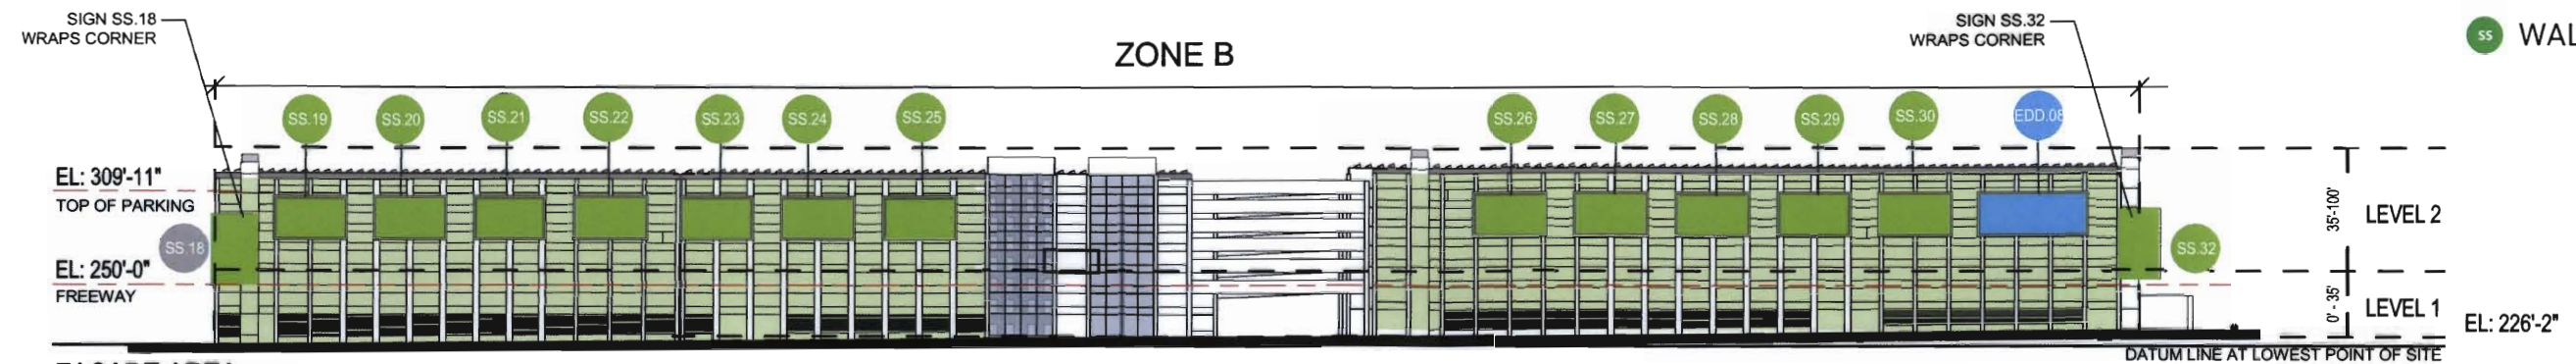 SIGN SS.18
WRAPS CORNER
ZONE B
SIGN SS.32
WRAPS CORNER
SS
SS.19
SS.20
SS.21
SS.22
SS.23
SS.24
SS.25
SS.26
SS.27
SS.28
SS.29
SS.30
EDD.08
EL: 309'-11"
TOP OF PARKING
SS.18
EL: 250'-0"
FREEWAY
SS.32
35'-100'
LEVEL 2
0' - 35'
LEVEL 1
EL: 226'-2"
DATUM LINE AT LOWEST POINT OF SITE